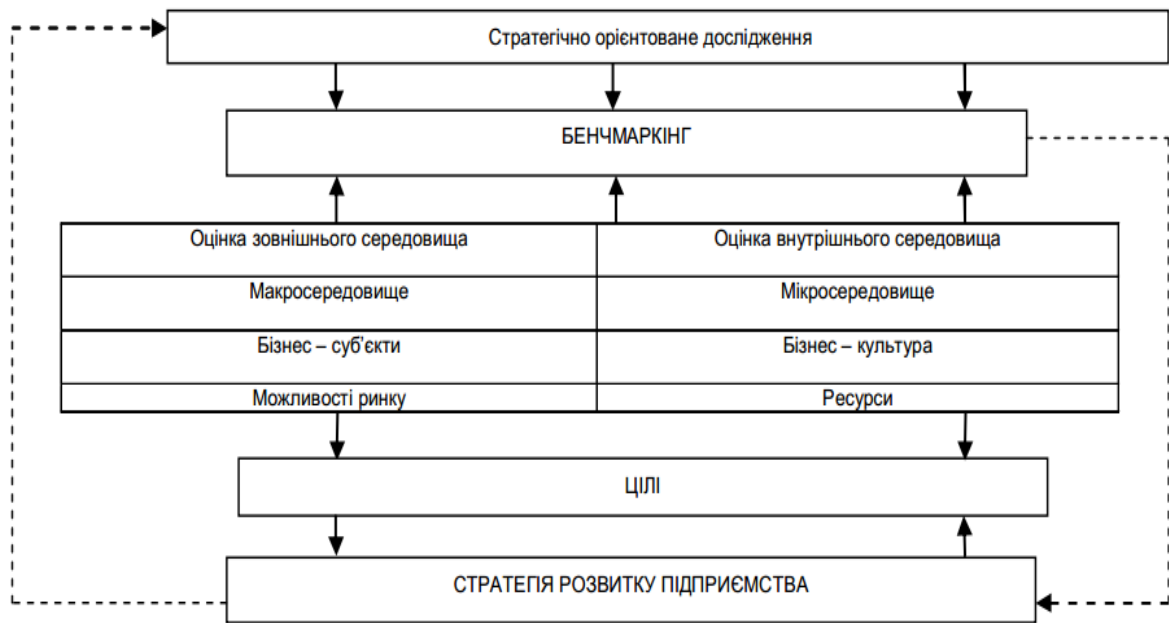 Стратегічно орієнтоване дослідження
БЕНЧМАРКІНГ
Оцінка зовнішнього середовища
Оцінка внутрішнього середовища
Макросередовище
Мікросередовище
Бізнес – суб’єкти
Бізнес – культура
Можливості ринку
Ресурси
ЦІЛІ
СТРАТЕГІЯ РОЗВИТКУ ПІДПРИЄМСТВА